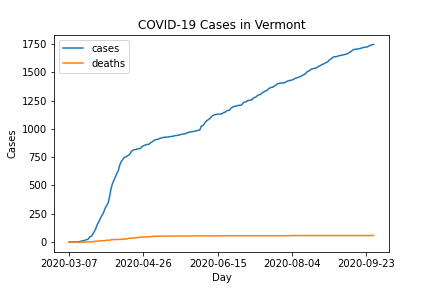 COVID-19 Cases in Vermont
cases
deaths
1750
1500
1250
1000
750
500
250
0
Cases
2020-03-07 2020-04-26 2020-06-15 2020-08-04 2020-09-23
Day